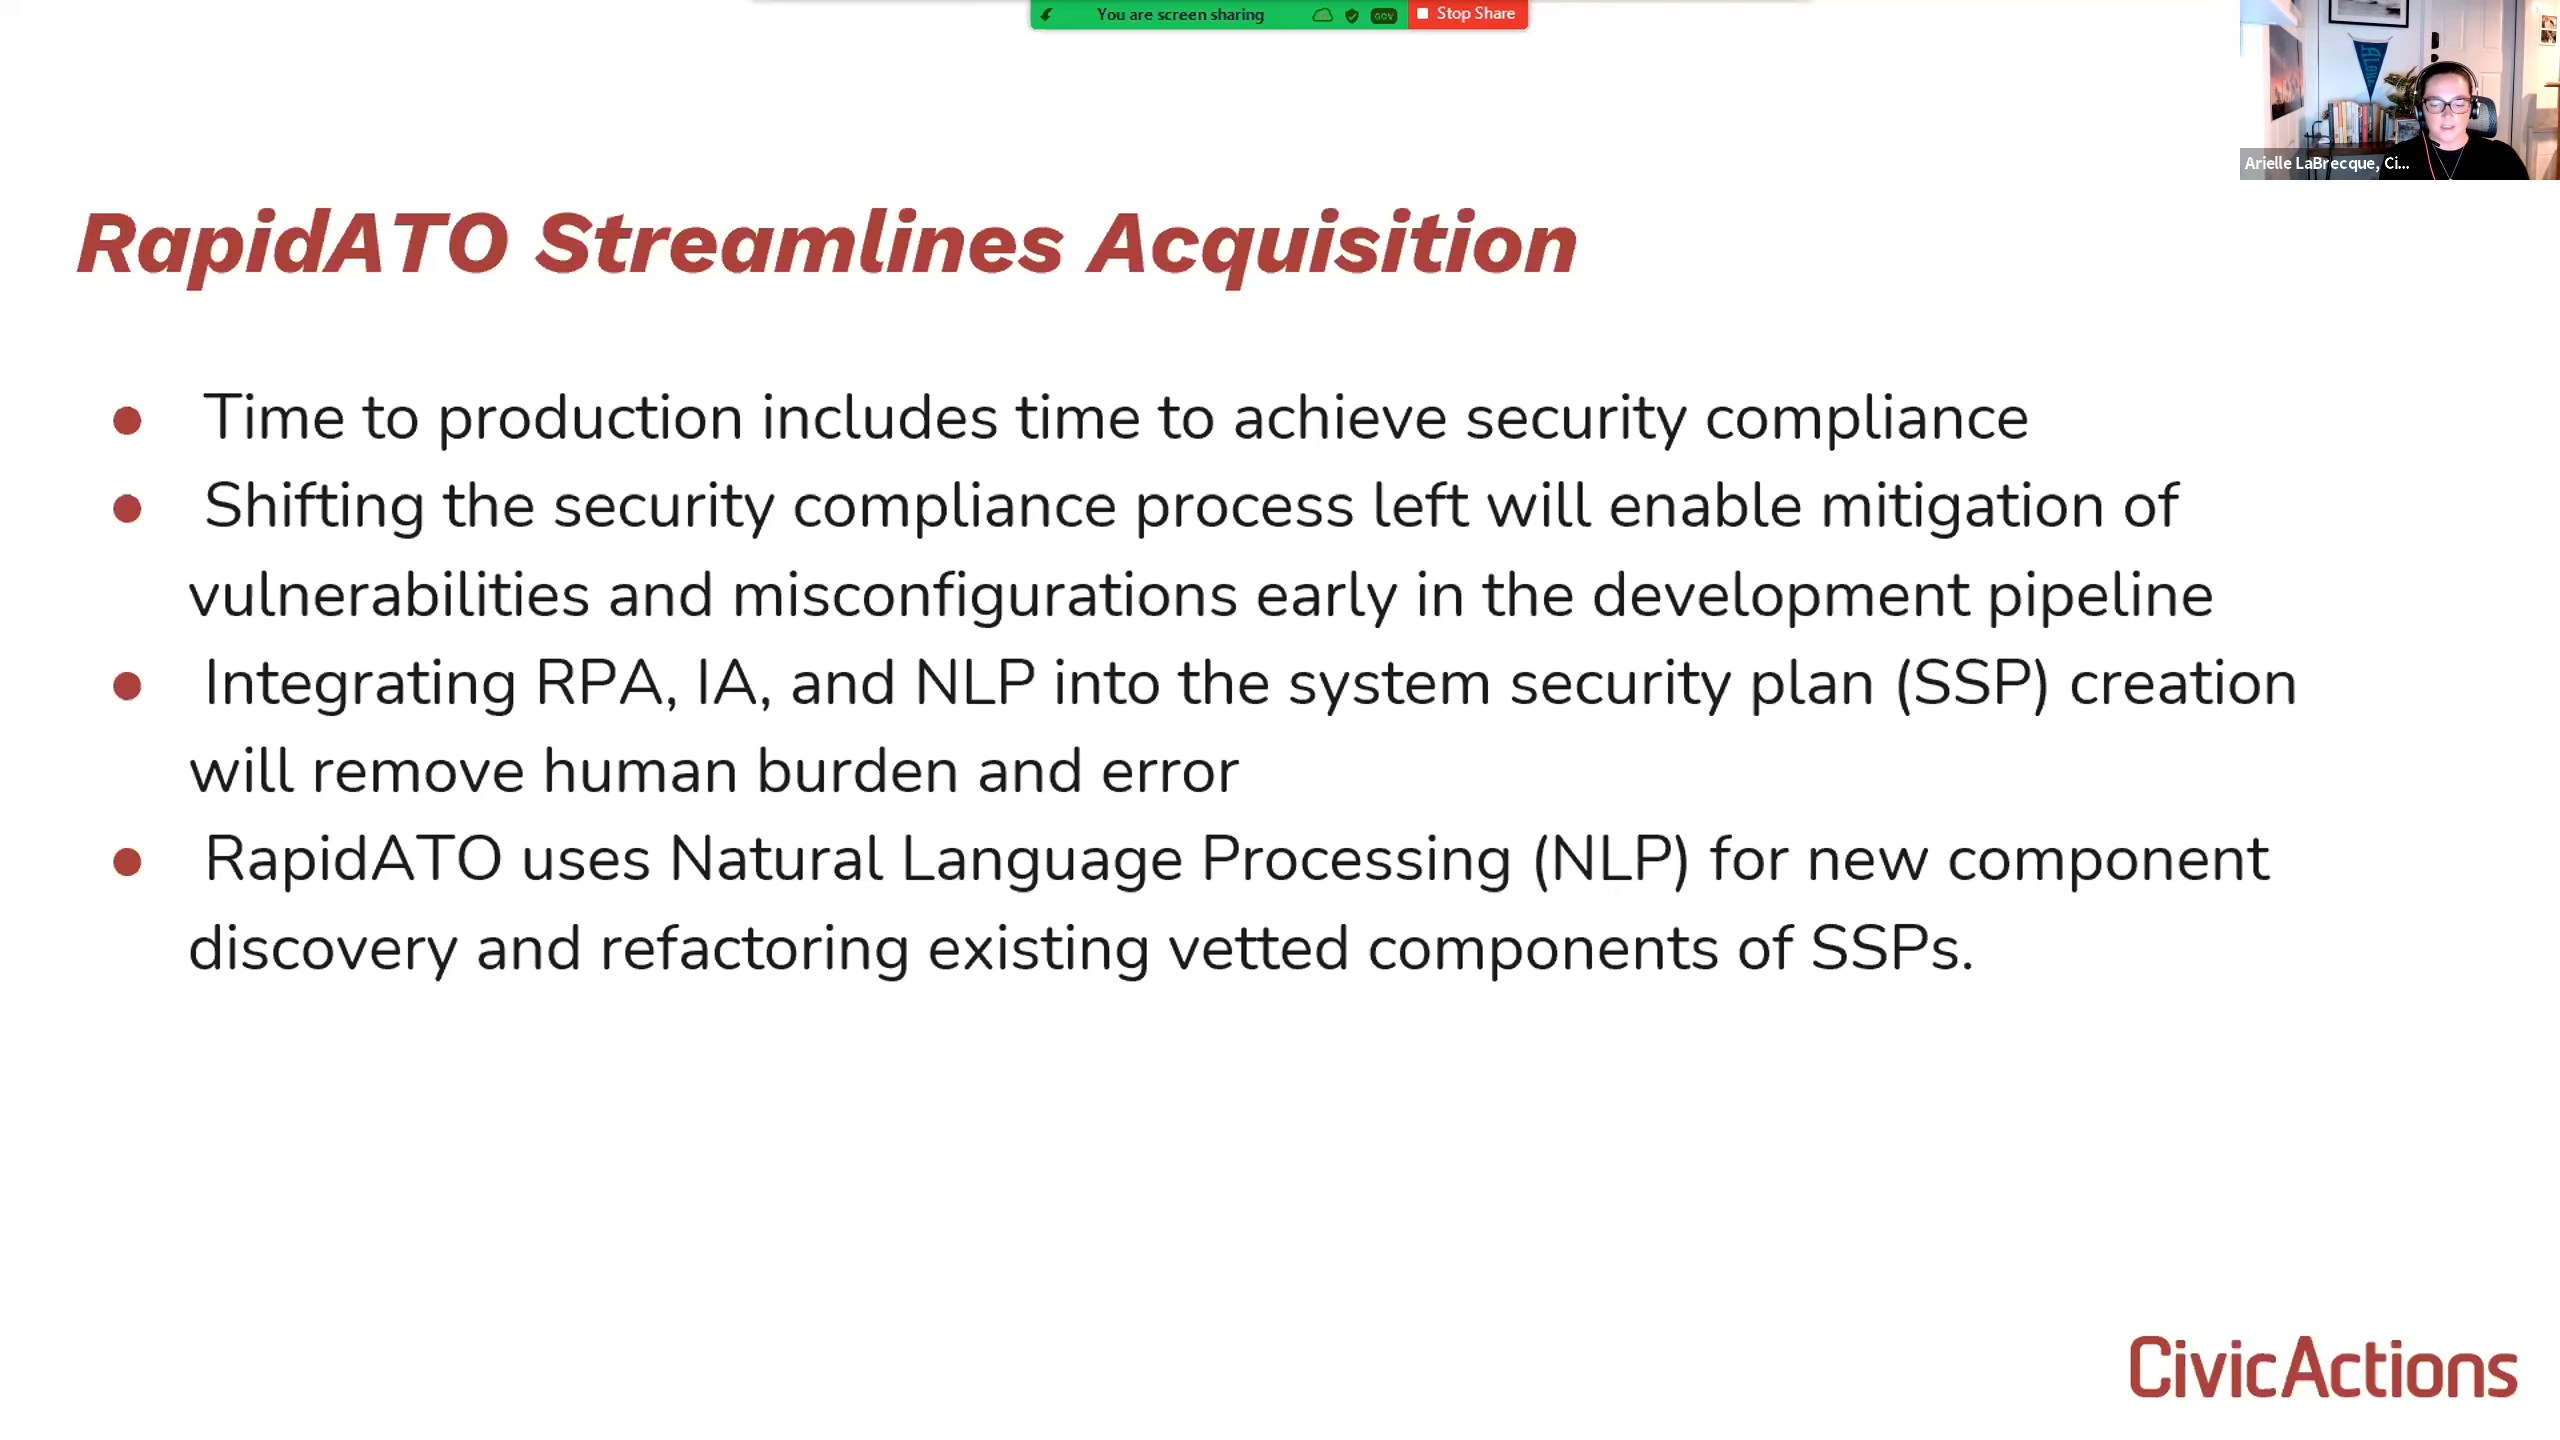 You are screen sharing
GOV
Stop Share
Arielle LaBrecque, Ci...
RapidATO Streamlines Acquisition
● Time to production includes time to achieve security compliance
● Shifting the security compliance process left will enable mitigation of
vulnerabilities and misconfigurations early in the development pipeline
● Integrating RPA, IA, and NLP into the system security plan (SSP) creation
will remove human burden and error
● RapidATO uses Natural Language Processing (NLP) for new component
discovery and refactoring existing vetted components of SSPs.
CivicActions